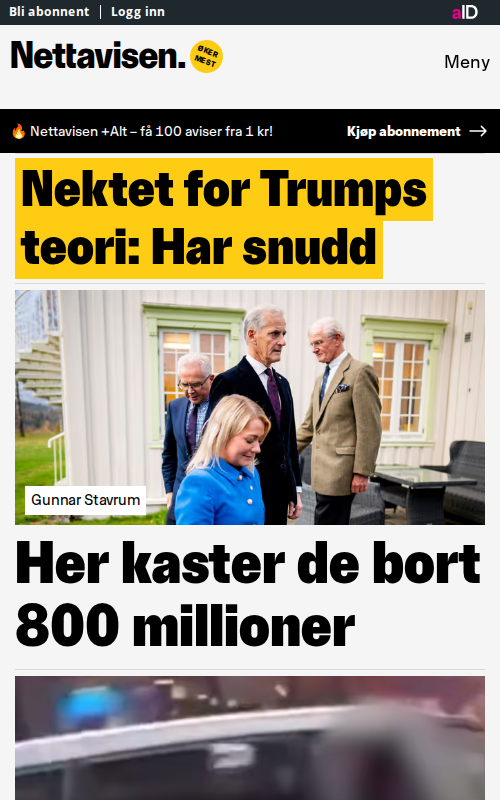 Bli abonnent Logg inn aID
Nettavisen. ØKER
MEST
Meny
🔥 Nettavisen +Alt – få 100 aviser fra 1 kr! Kjøp abonnement →
Nektet for Trumps
teori: Har snudd
Gunnar Stavrum
Her kaster de bort
800 millioner